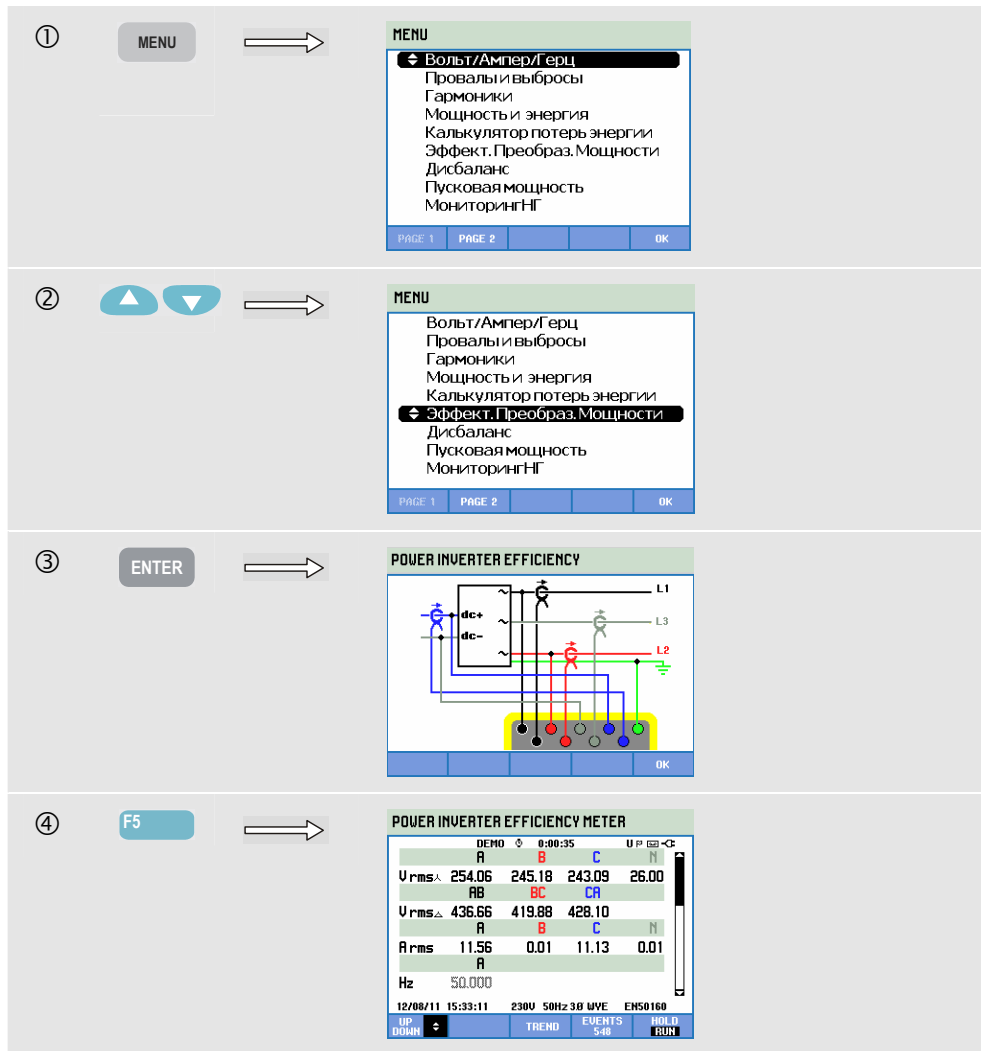 ①
MENU
MENU
Вольт/Ампер/Герц
Провалы и выбросы
Гармоники
Мощность и энергия
Калькулятор потерь энергии
Эффект. Преобраз. Мощности
Дисбаланс
Пусковая мощность
МониторингНГ
PAGE 1 PAGE 2 OK
②
MENU
Вольт/Ампер/Герц
Провалы и выбросы
Гармоники
Мощность и энергия
Калькулятор потерь энергии
Эффект. Преобраз. Мощности
Дисбаланс
Пусковая мощность
МониторингНГ
PAGE 1 PAGE 2 OK
③
ENTER
POWER INVERTER EFFICIENCY
L1
dc+
L3
dc-
L2
OK
④
F5
POWER INVERTER EFFICIENCY METER
DEMO 0:00:35 U
A B C N
V rms⅄ 254.06 245.18 243.09 26.00
AB BC CA
V rms△ 436.66 419.88 428.10
A B C N
A rms 11.56 0.01 11.13 0.01
A
Hz 50.000
12/08/11 15:33:11 230V 50Hz 3Ø WYE EN50160
UP DOWN TREND EVENTS 548 HOLD RUN